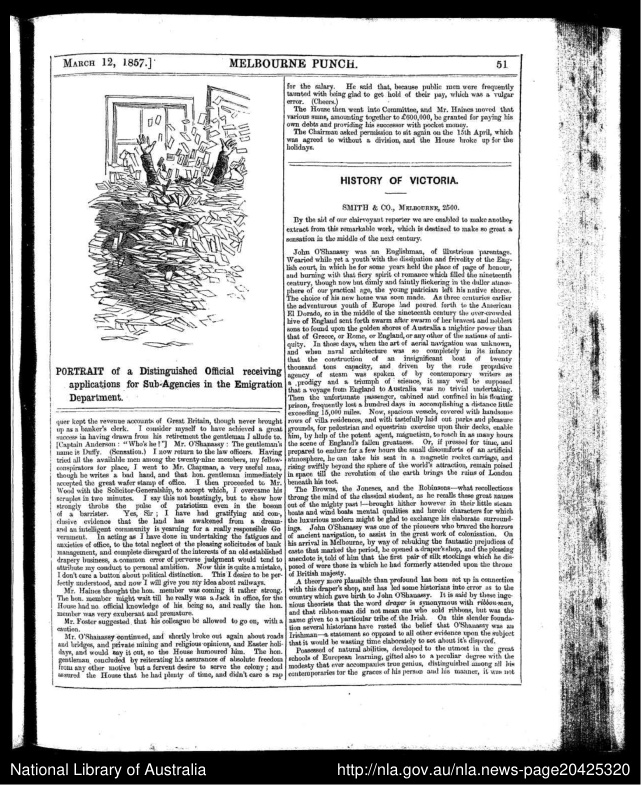 MARCH 12, 1857.]
MELBOURNE PUNCH.
51
PORTRAIT of a Distinguished Official receiving
applications for Sub-Agencies in the Emigration
Department.
quer kept the revenue accounts of Great Britain, though never brought
up as a banker's clerk. I consider myself to have achieved a great
success in having drawn from his retirement the gentleman I allude to.
[Captain Anderson: "Who's he?"] Mr. O'Shanassy: The gentleman's
name is Duffy. (Sensation.) I now return to the law officers. Having
tried all the available men among the twenty-nine members, my fellow-
conspirators for place, I went to Mr. Chapman, a very useful man,
though he writes a bad hand, and that hon. gentleman immediately
accepted the great wafer stamp of office. I then proceeded to Mr.
Wood with the Solicitor-Generalship, to accept which, I overcame his
scruples in two minutes. I say this not boastingly, but to show how
strongly throbs the pulse of patriotism even in the bosom
of a barrister. Yes, Sir; I have had gratifying and con-
clusive evidence that the land has awakened from a dream
and an intelligent community is yearning for a really responsible Go
vernment. In acting as I have done in undertaking the fatigues and
anxieties of office, to the total neglect of the pleasing solicitudes of bank
management, and complete disregard of the interests of an old established
drapery business, a common error of perverse judgment would tend to
attribute my conduct to personal ambition. Now this is quite a mistake,
I don't care a button about political distinction. This I desire to be per-
fectly understood, and now I will give you my idea about railways.
Mr. Haines thought the hon. member was coming it rather strong.
The hon. member might wait till he really was a Jack in office, for the
House had no official knowledge of his being so, and really the hon.
member was very exuberant and premature.
Mr. Foster suggested that his colleague be allowed to go on, with a
caution.
Mr. O'Shanassy continued, and shortly broke out again about roads
and bridges, and private mining and religious opinions, and Easter holi-
days, and would say it out, so the House humoured him. The hon.
gentleman concluded by reiterating his assurances of absolute freedom
from any other motive but a fervent desire to serve the colony; and
assured the House that he had plenty of time, and didn't care a rap
for the salary. He said that, because public men were frequently
taunted with being glad to get hold of their pay, which was a vulgar
error. (Cheers.)
The House then went into Committee, and Mr. Haines moved that
various sums, amounting together to £600,000, be granted for paying his
own debts and providing his successor with pocket money.
The Chairman asked permission to sit again on the 15th April, which
was agreed to without a division, and the House broke up for the
holidays.
HISTORY OF VICTORIA.
SMITH & CO., MELBOURNE, 2500.
By the aid of our clairvoyant reporter we are enabled to make another
extract from this remarkable work, which is destined to make so great a
sensation in the middle of the next century.
John O'Shanassy was an Englishman, of illustrious parentage.
Wearied while yet a youth with the dissipation and frivolity of the Eng-
lish court, in which he for some years held the place of page of honour,
and burning with that fiery spirit of romance which filled the nineteenth
century, though now but dimly and faintly flickering in the duller atmos-
phere of our practical age, the young patrician left his native shores.
The choice of his new home was soon made. As three centuries earlier
the adventurous youth of Europe had poured forth to the American
El Dorado, so in the middle of the nineteenth century the over-crowded
hive of England sent forth swarm after swarm of her bravest and noblest
sons to found upon the golden shores of Australia a mightier power than
that of Greece, or Rome, or England, or any other of the nations of anti-
quity. In those days, when the art of aerial navigation was unknown,
and when naval architecture was so completely in its infancy
that the construction of an insignificant boat of twenty
thousand tons capacity, and driven by the rude propulsive
agency of steam was spoken of by contemporary writers as
a prodigy and a triumph of science, it may well be supposed
that a voyage from England to Australia was no trivial undertaking.
Then the unfortunate passenger, cabined and confined in his floating
prison, frequently lost a hundred days in accomplishing a distance little
exceeding 15,000 miles. Now, spacious vessels, covered with handsome
rows of villa residences, and with tastefully laid out parks and pleasure
grounds, for pedestrian and equestrian exercise upon their decks, enable
him, by help of the potent agent, magnetism, to reach in as many hours
the scene of England's fallen greatness. Or, if pressed for time, and
prepared to endure for a few hours the small discomforts of an artificial
atmosphere, he can take his seat in a magnetic rocket carriage, and
rising swiftly beyond the sphere of the world's attraction, remain poised
in space till the revolution of the earth brings the ruins of London
beneath his feet.
The Browns, the Joneses, and the Robinsons—what recollections
throng the mind of the classical student, as he recalls these great names
out of the mighty past!—brought hither however in their little steam
boats and wind boats mental qualities and heroic characters for which
the luxurious modern might be glad to exchange his elaborate surround-
ings. John O'Shanassy was one of the pioneers who braved the horrors
of ancient navigation, to assist in the great work of colonisation. On
his arrival in Melbourne, by way of rebuking the fantastic prejudices of
caste that marked the period, he opened a draper's shop, and the pleasing
anecdote is told of him that the first pair of silk stockings which he dis-
posed of were those in which he had formerly attended upon the throne
of British majesty.
A theory more plausible than profound has been set up in connection
with this draper's shop, and has led some historians into error as to the
country which gave birth to John O'Shanassy. It is said by these inge-
nious theorists that the word draper is synonymous with ribbon-man,
and that ribbon-man did not mean one who sold ribbons, but was the
name given to a particular tribe of the Irish. On this slender founda-
tion several historians have rested the belief that O'Shanassy was an
Irishman—a statement so opposed to all other evidence upon the subject
that it would be wasting time elaborately to set about it's disproof.
Possessed of natural abilities, developed to the utmost in the great
schools of European learning, gifted also to a peculiar degree with the
modesty that ever accompanies true genius, distinguished among all his
contemporaries for the graces of his person and his manner, it was not
National Library of Australia
http://nla.gov.au/nla.news-page20425320